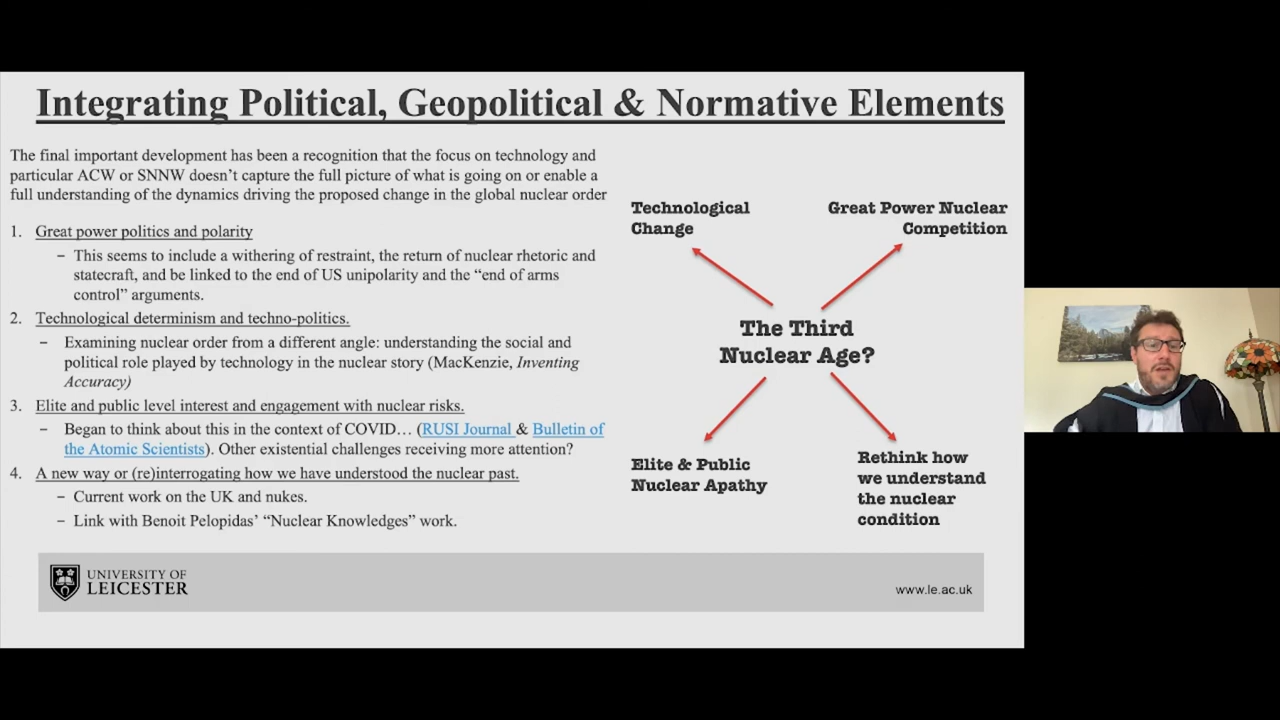 Integrating Political, Geopolitical & Normative Elements
The final important development has been a recognition that the focus on technology and
particular ACW or SNNW doesn't capture the full picture of what is going on or enable a
full understanding of the dynamics driving the proposed change in the global nuclear order
1. Great power politics and polarity
– This seems to include a withering of restraint, the return of nuclear rhetoric and
statecraft, and be linked to the end of US unipolarity and the “end of arms
control” arguments.
2. Technological determinism and techno-politics.
– Examining nuclear order from a different angle: understanding the social and
political role played by technology in the nuclear story (MacKenzie, Inventing
Accuracy)
3. Elite and public level interest and engagement with nuclear risks.
– Began to think about this in the context of COVID… (RUSI Journal & Bulletin of
the Atomic Scientists). Other existential challenges receiving more attention?
4. A new way or (re)interrogating how we have understood the nuclear past.
– Current work on the UK and nukes.
– Link with Benoit Pelopidas’ “Nuclear Knowledges” work.
Technological
Change
Great Power Nuclear
Competition
The Third
Nuclear Age?
Elite & Public
Nuclear Apathy
Rethink how
we understand
the nuclear
condition
UNIVERSITY OF
LEICESTER
www.le.ac.uk